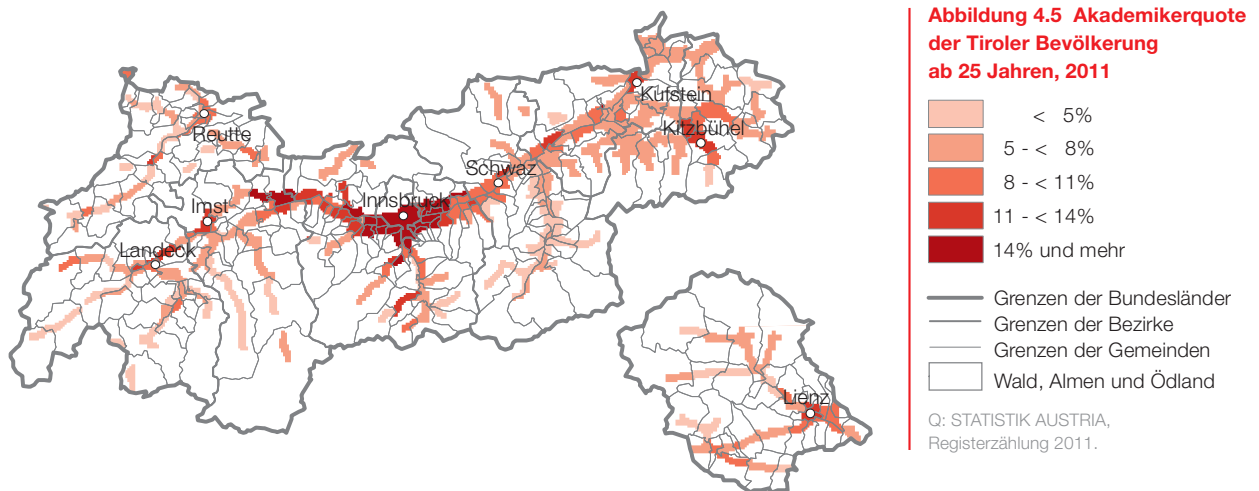 Abbildung 4.5 Akademikerquote
der Tiroler Bevölkerung
ab 25 Jahren, 2011
< 5%
5 - < 8%
8 - < 11%
11 - < 14%
14% und mehr
Grenzen der Bundesländer
Grenzen der Bezirke
Grenzen der Gemeinden
Wald, Almen und Ödland
Q: STATISTIK AUSTRIA,
Registerzählung 2011.
Kufstein
Reutte
Kitzbühel
Schwaz
Imst
Innsbruck
Landeck
Lienz